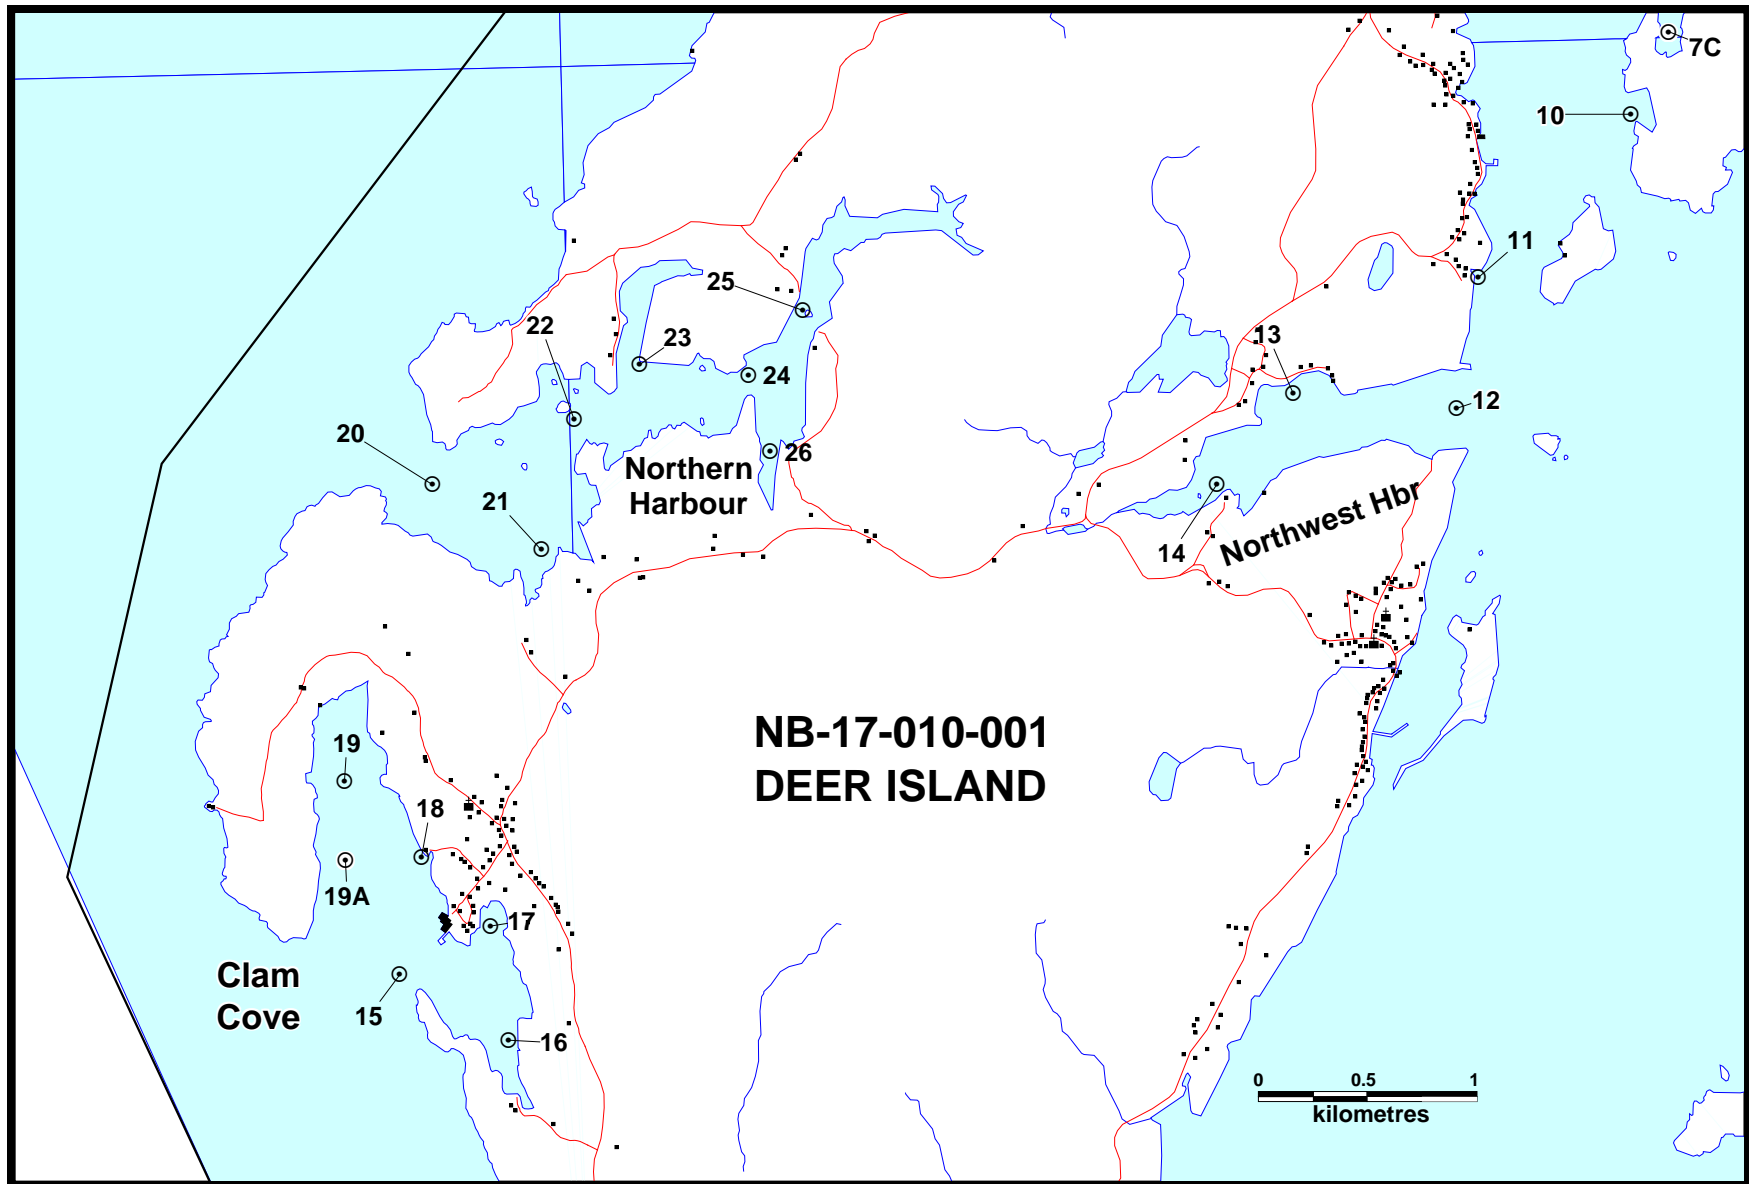 7C
10
11
25
22
23
13
24
12
20
26
Northern
Harbour
21
Northwest Hbr
14
NB-17-010-001
DEER ISLAND
19
18
19A
17
Clam
Cove
15
16
0 0.5 1
kilometres